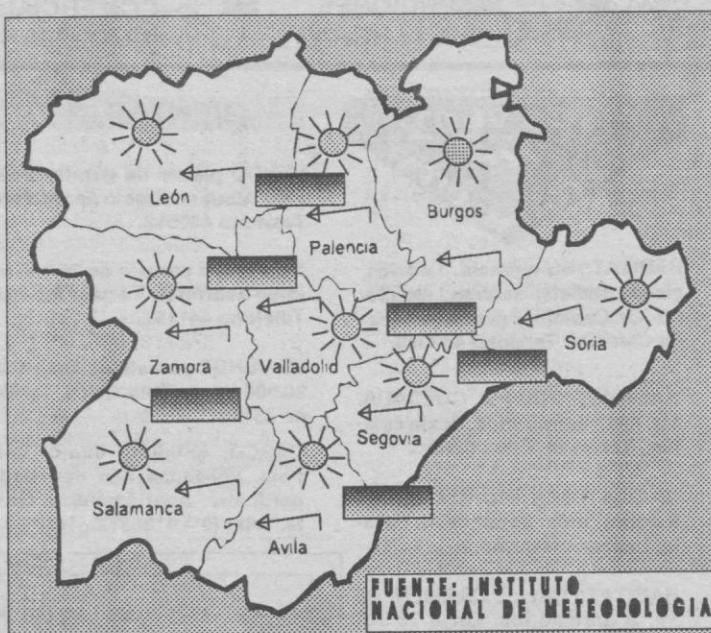 León
Burgos
Palencia
Zamora
Valladolid
Soria
Segovia
Salamanca
Avila
FUENTE: INSTITUTO
NACIONAL DE METEOROLOGIA